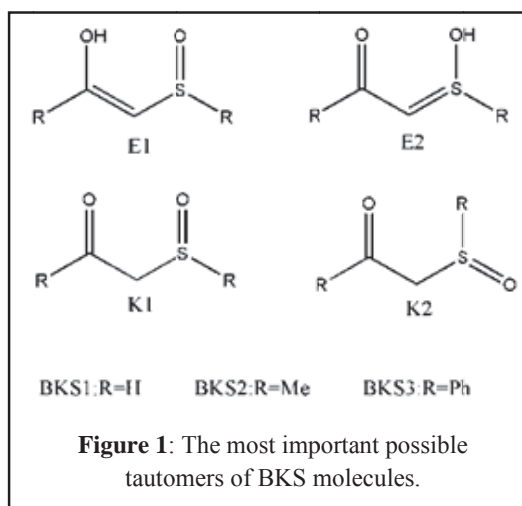 OH O O OH
R S R R S R
E1 E2
O O O R
R S R R S O
K1 K2
BKS1:R=H BKS2:R=Me BKS3:R=Ph
Figure 1: The most important possible
tautomers of BKS molecules.